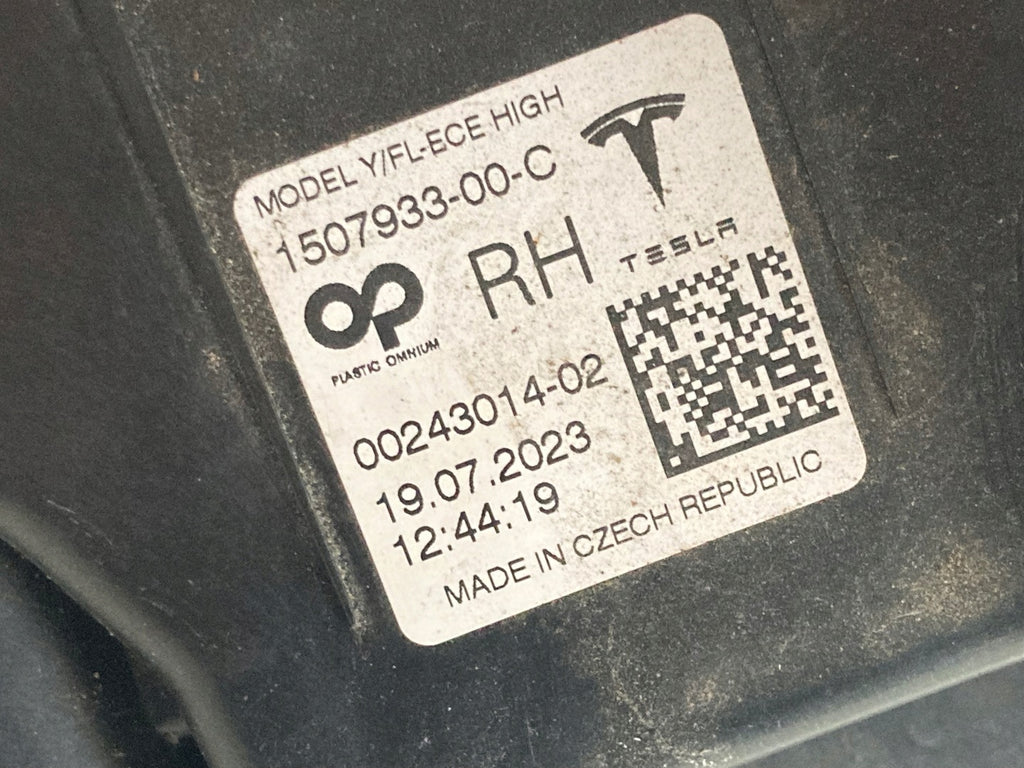 MODEL Y/FL-ECE HIGH
1507933-00-C
TESLA
OP
RH
PLASTIC OMNIUM
00243014-02
19.07.2023
12:44:19
MADE IN CZECH REPUBLIC